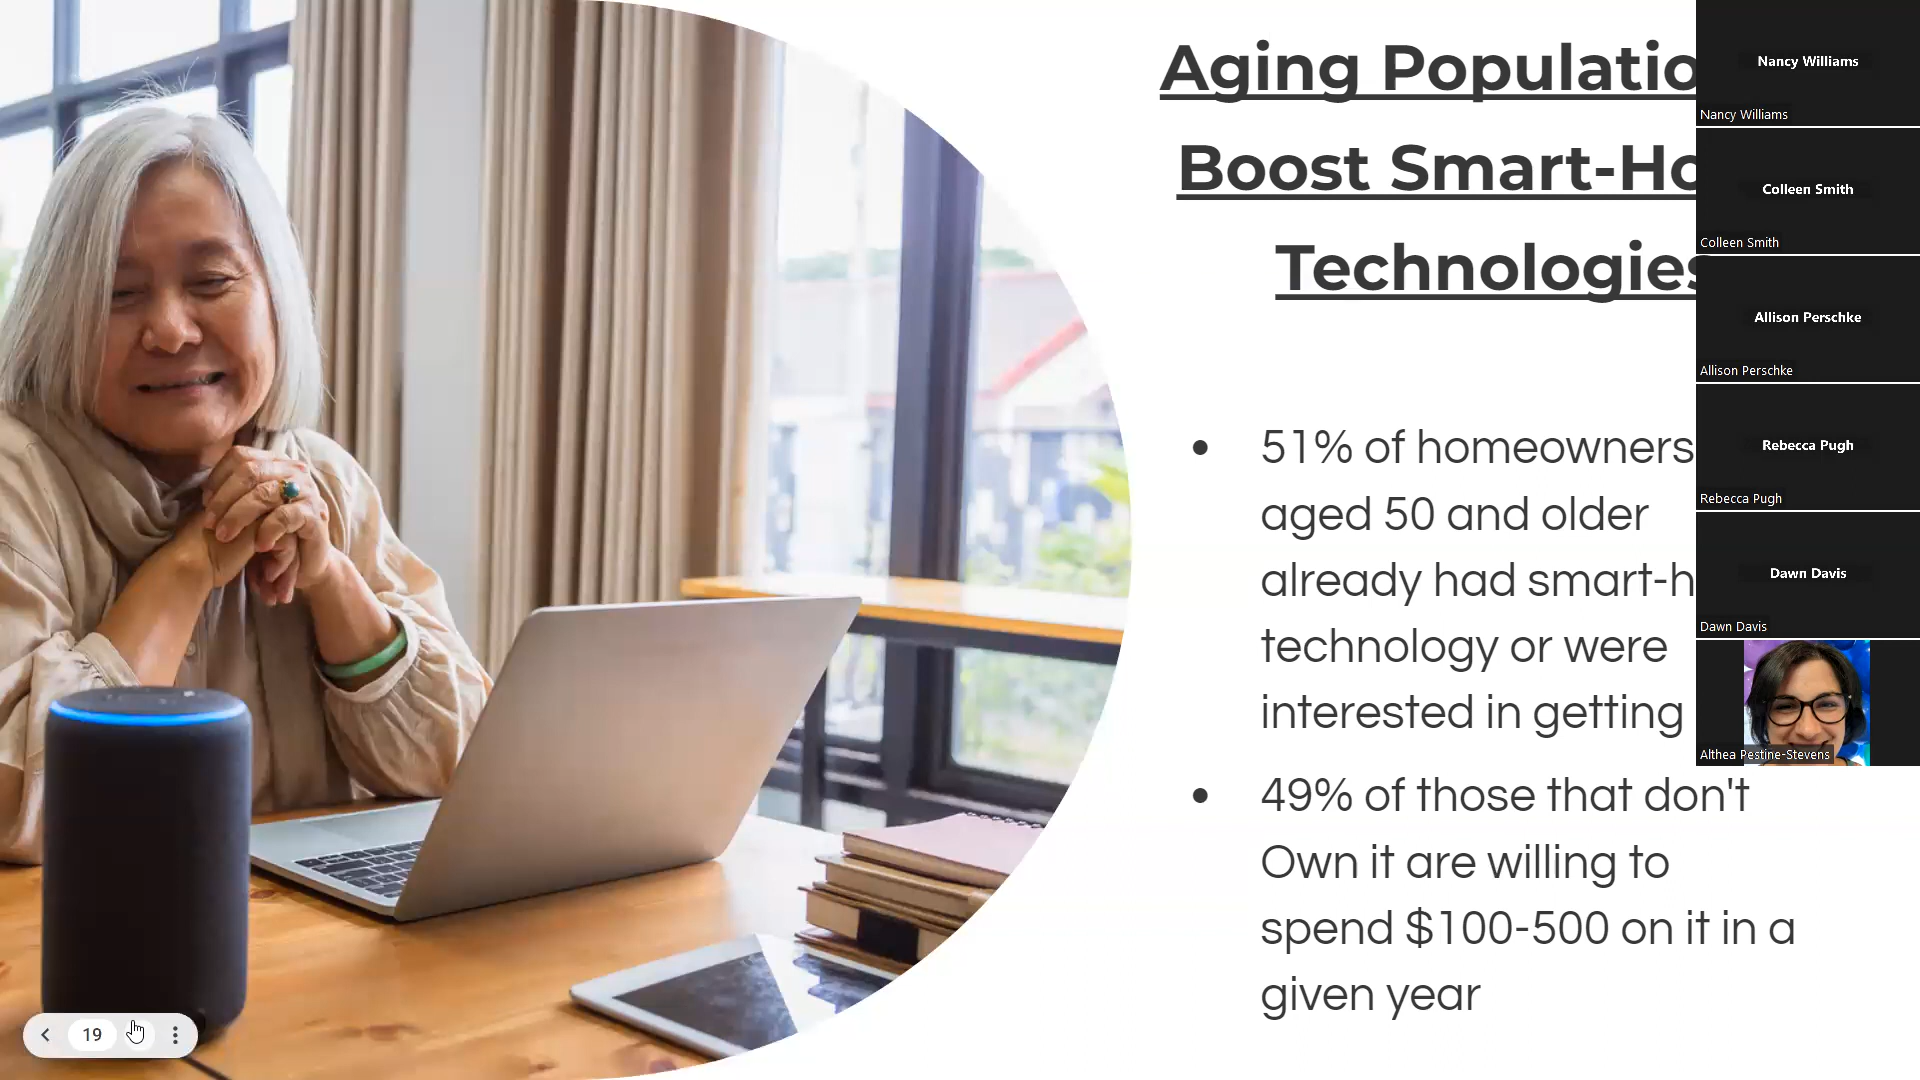 Aging Populatio
Boost Smart-Ho
Technologies
• 51% of homeowners
aged 50 and older
already had smart-h
technology or were
interested in getting
• 49% of those that don't
Own it are willing to
spend $100-500 on it in a
given year
19
Nancy Williams
Nancy Williams
Colleen Smith
Colleen Smith
Allison Perschke
Allison Perschke
Rebecca Pugh
Rebecca Pugh
Dawn Davis
Dawn Davis
Althea Pestine-Stevens